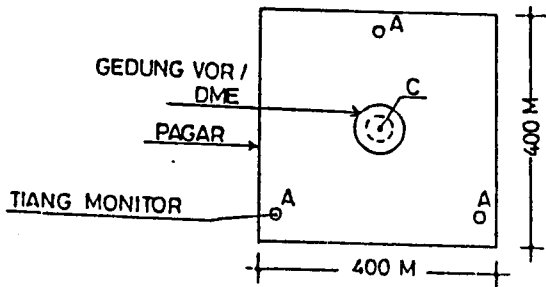 A
GEDUNG VOR /
DME
C
PAGAR
400 M
TIANG MONITOR
A
A
400 M